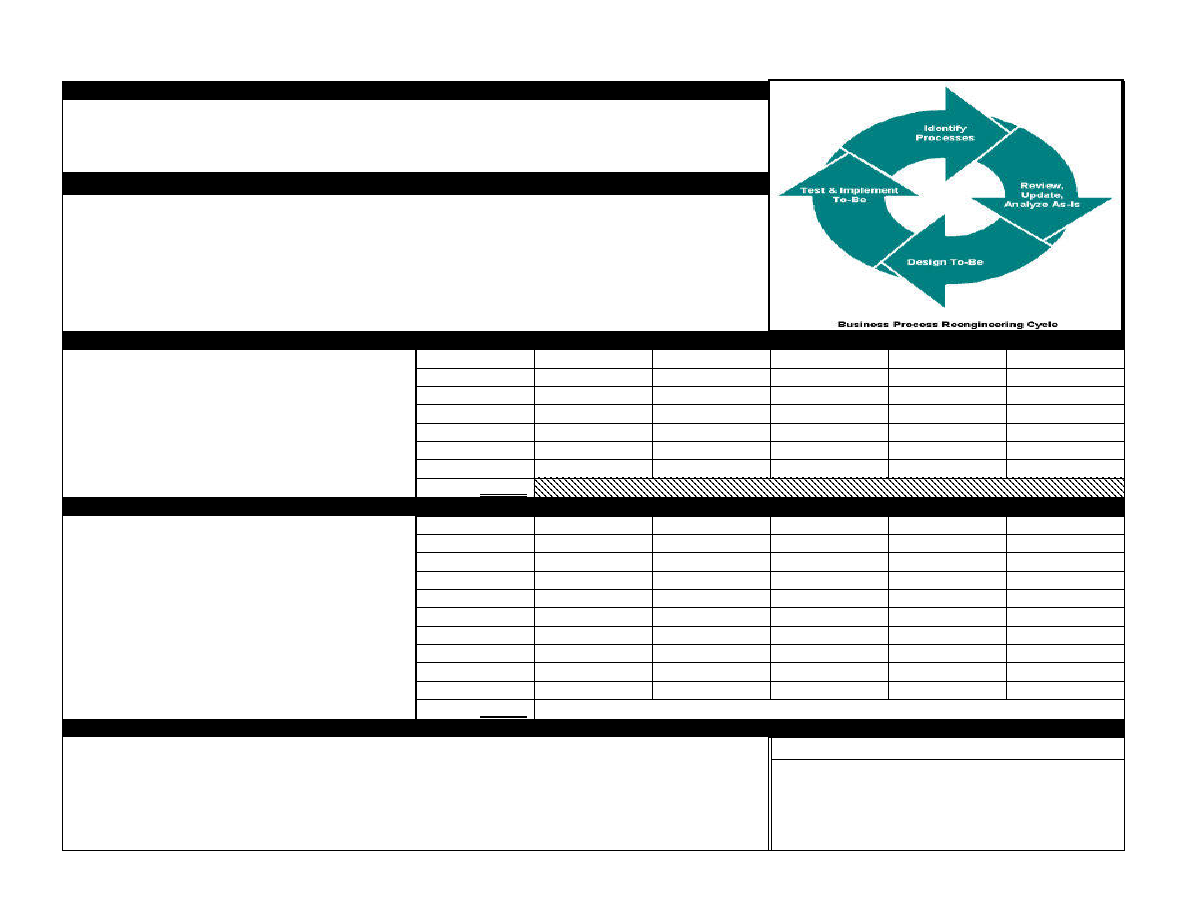 Identify
Processes
Review,
Update,
Analyze As-Is
Test & Implement
To-Be
Design To-Be
Business Process Reengineering Cycle